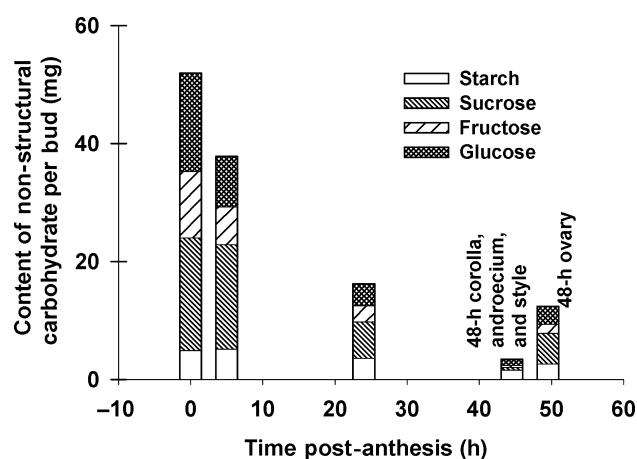 Content of non-structural
carbohydrate per bud (mg)
60
40
20
0
Starch
Sucrose
Fructose
Glucose
48-h corolla,
androecium,
and style
48-h ovary
–10
0
10
20
30
40
50
60
Time post-anthesis (h)